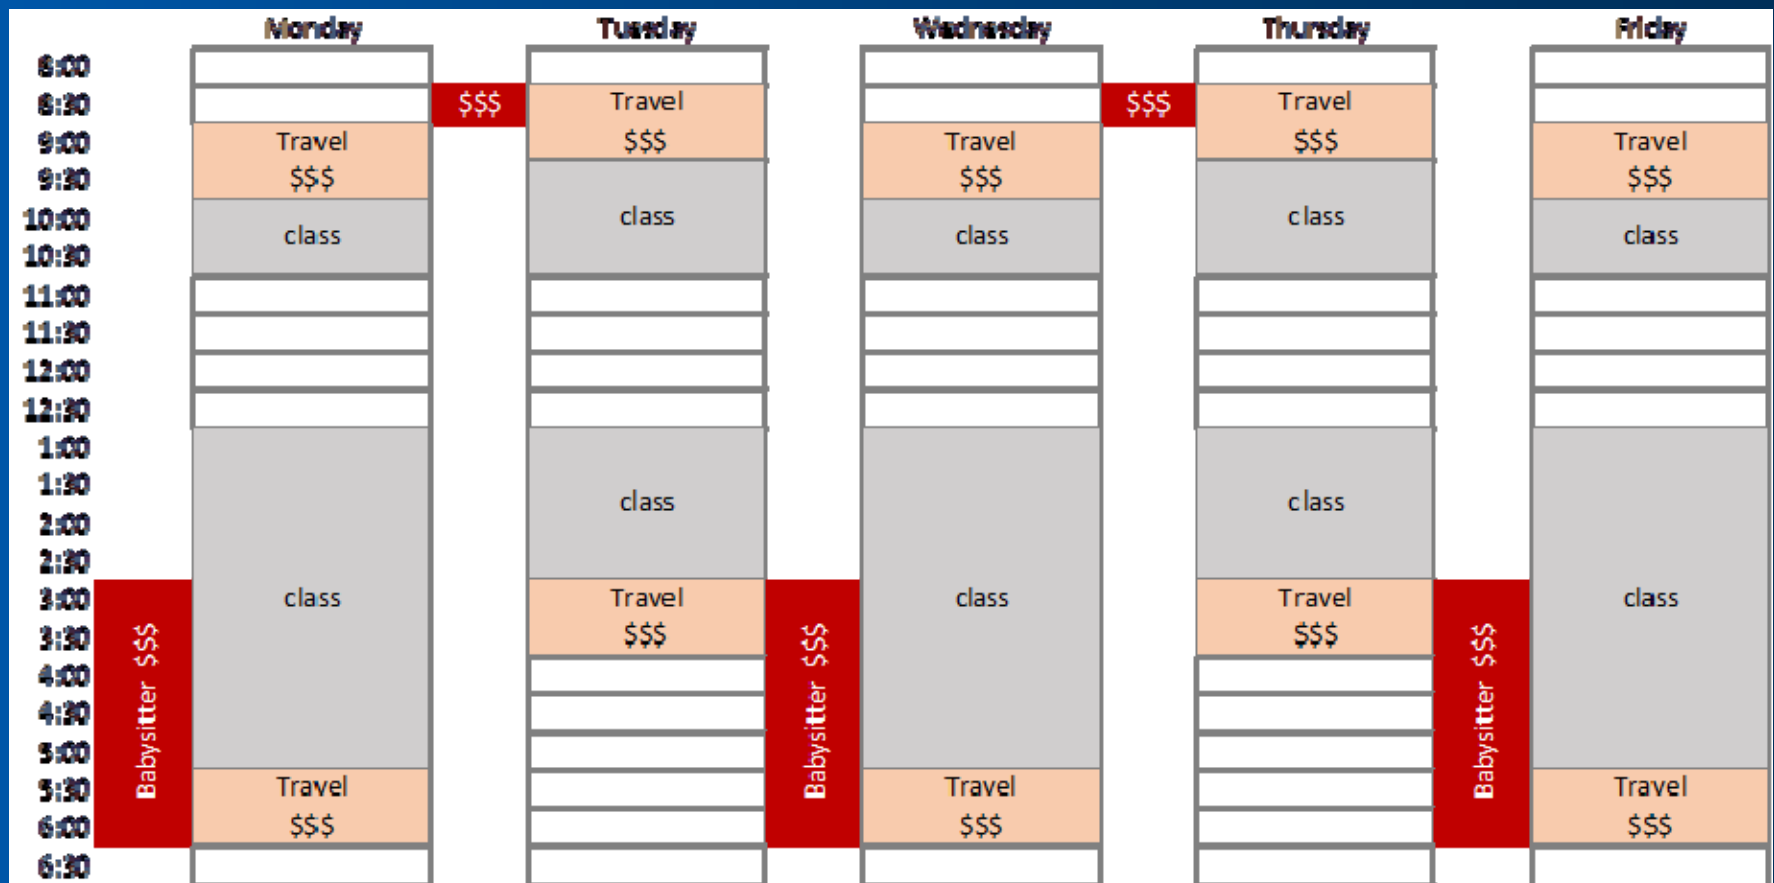 Monday Tuesday Wednesday Thursday Friday
8:00
8:30 $$$ Travel $$$ Travel
9:00 Travel $$$ Travel $$$ Travel
9:30 $$$ $$$ $$$
10:00 class class
10:30 class class class
11:00
11:30
12:00
12:30
1:00
1:30
2:00 class class
2:30
3:00 class Travel class Travel class
3:30 $$$ $$$
4:00
4:30
5:00
5:30 Travel Travel Travel
6:00 $$$ $$$ $$$
6:30
Babysitter $$$
Babysitter $$$
Babysitter $$$